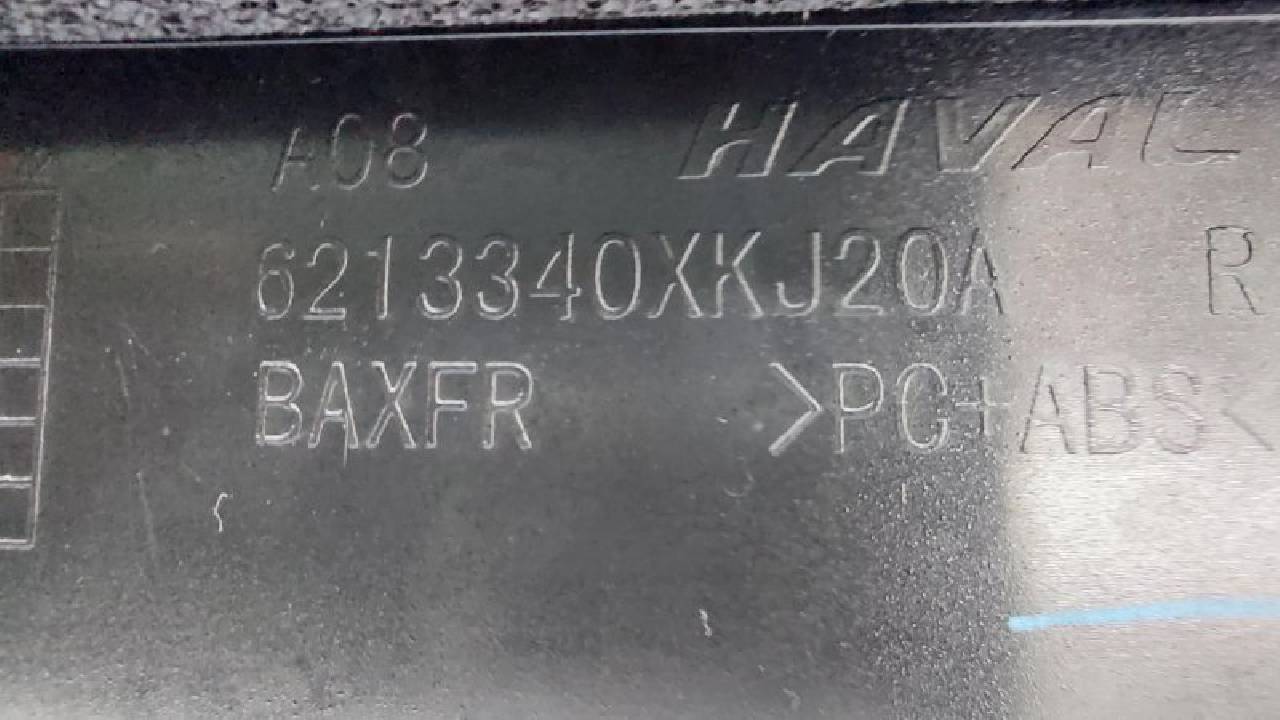 A08 HAVAL
6213340XKJ20A R
BAXFR >PC+ABS<